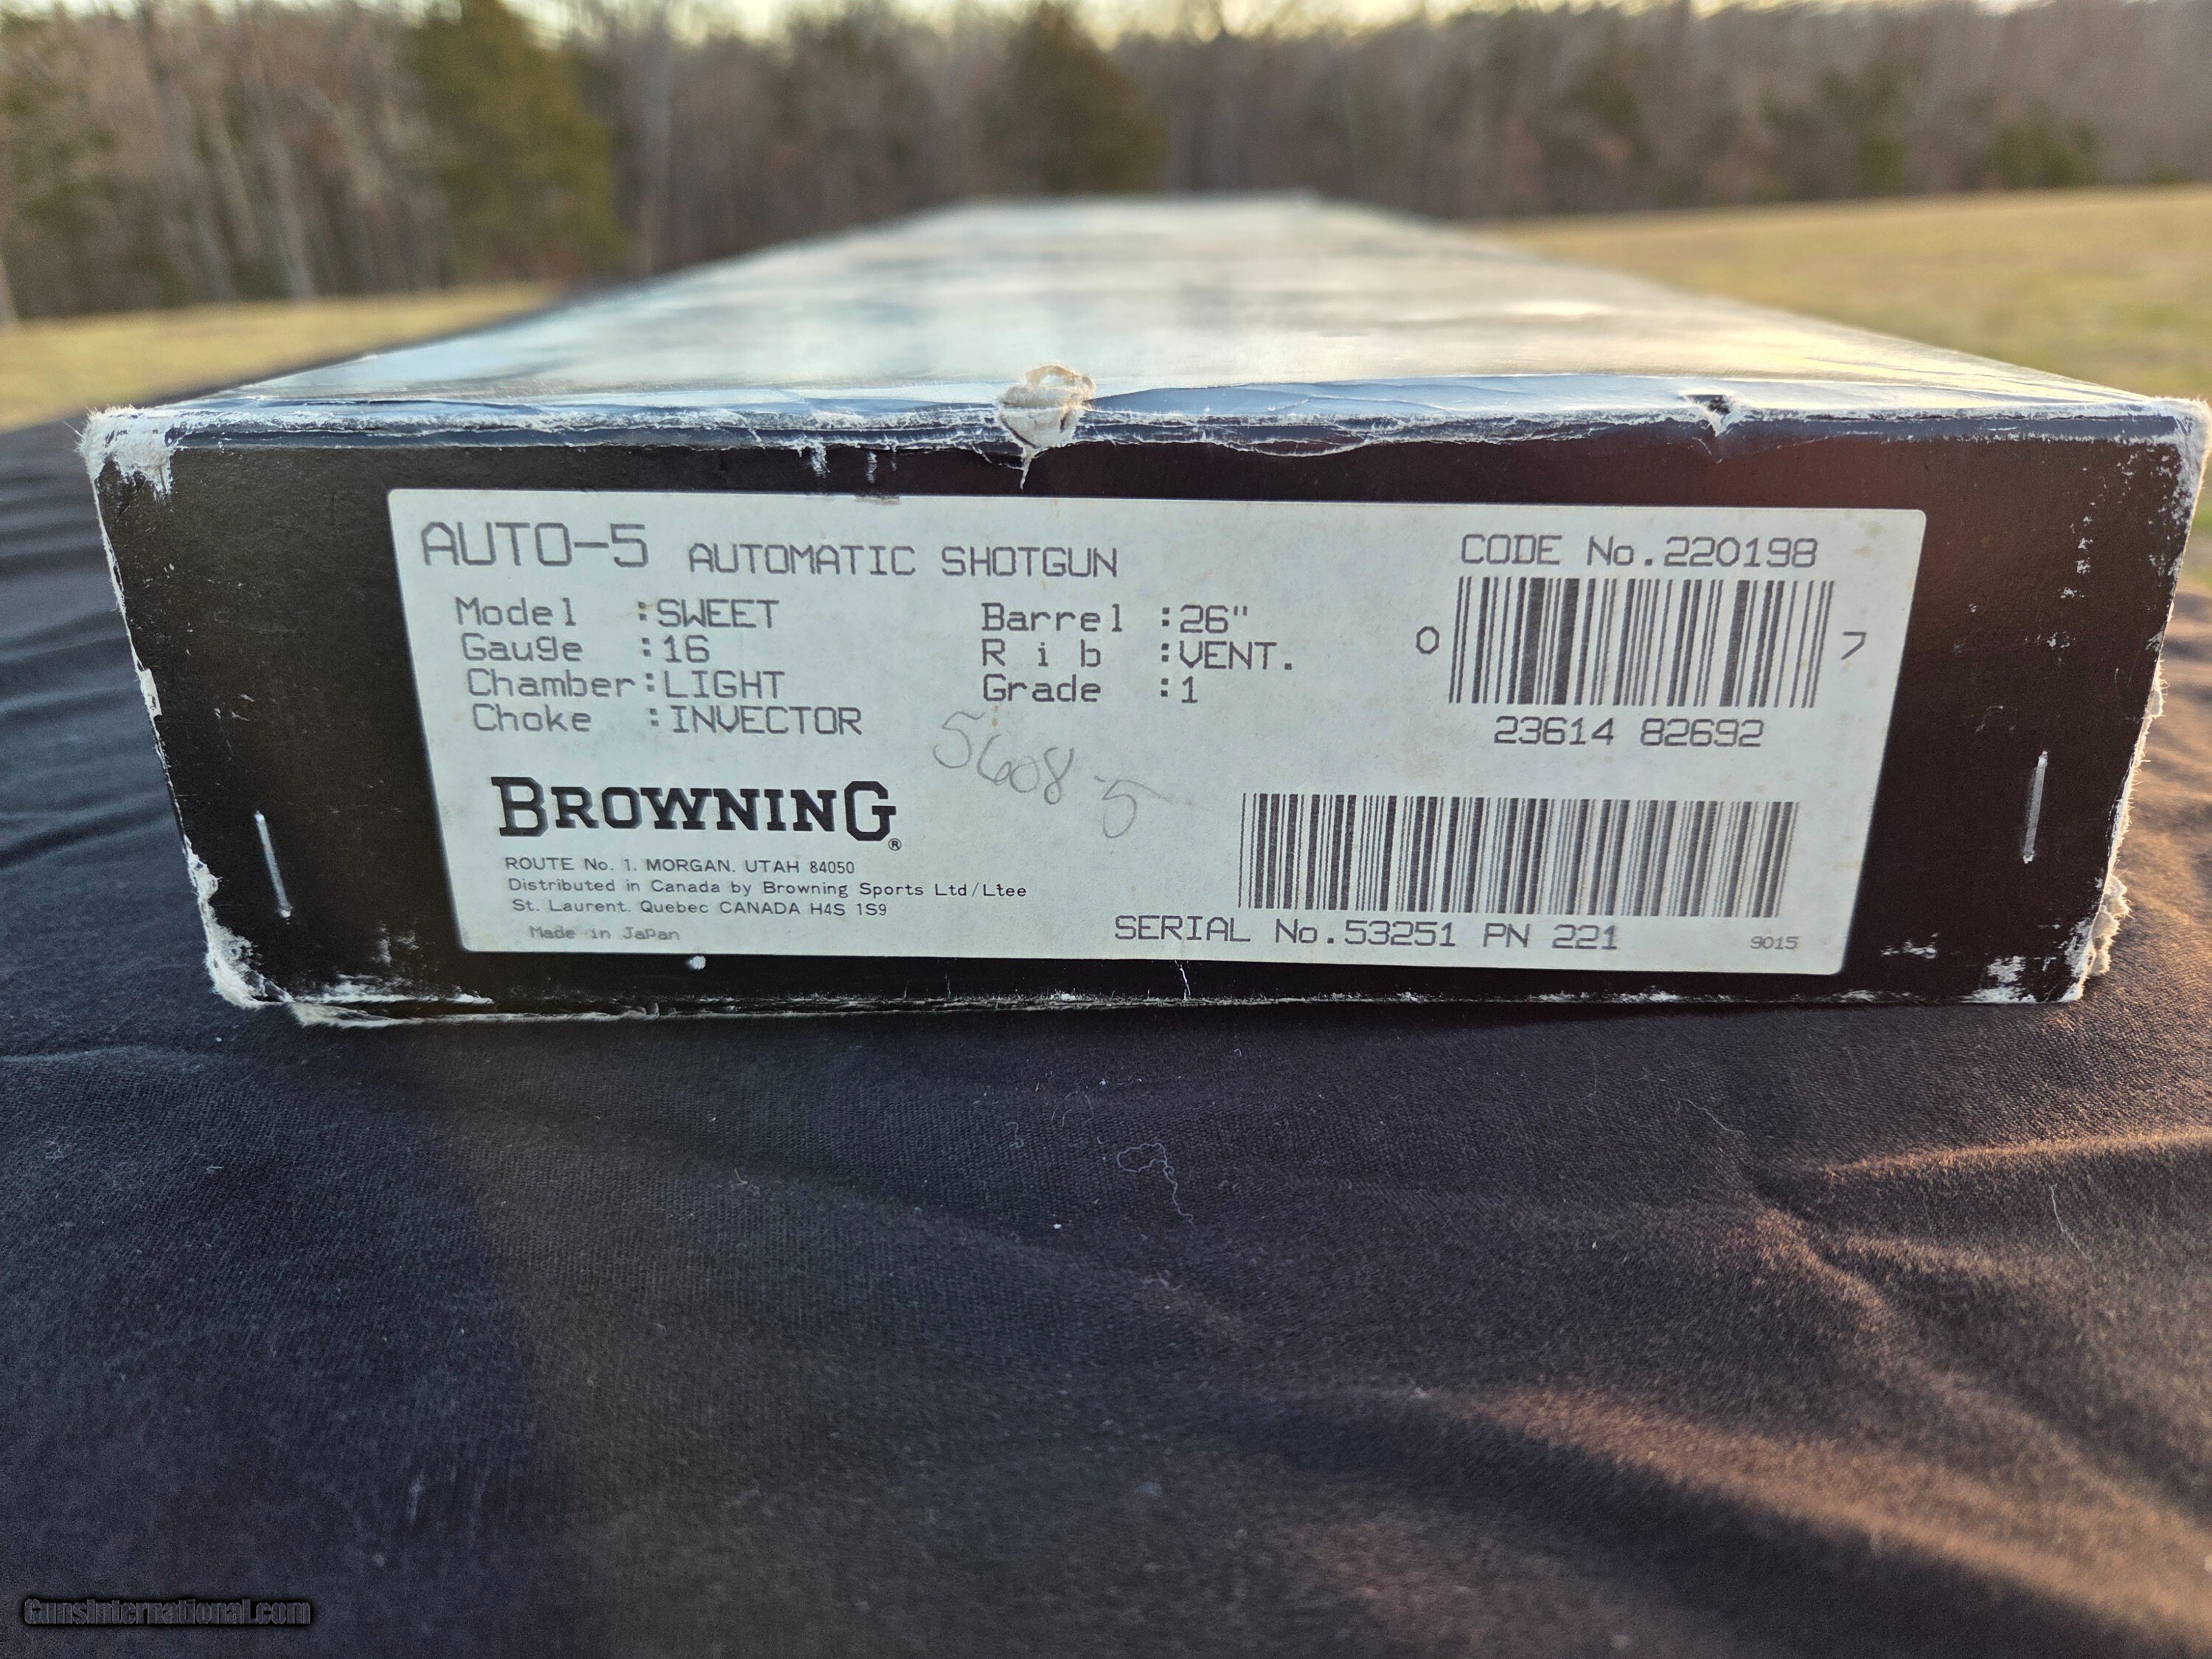 AUTO-5 AUTOMATIC SHOTGUN
CODE No.220198
Model :SWEET
Gauge :16
Chamber:LIGHT
Choke :INVECTOR
Barrel :26"
R i b :VENT.
Grade :1
0 7
23614 82692
5608-5
BROWNING®
ROUTE No. 1, MORGAN, UTAH 84050
Distributed in Canada by Browning Sports Ltd/Ltee
St. Laurent, Quebec CANADA H4S 1S9
Made in Japan
SERIAL No.53251 PN 221
9015
GunsInternational.com